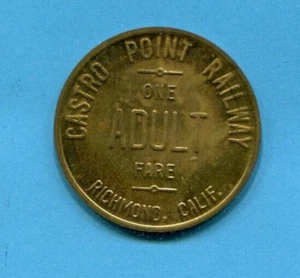 CASTRO POINT RAILWAY
ONE
ADULT
FARE
RICHMOND, CALIF.